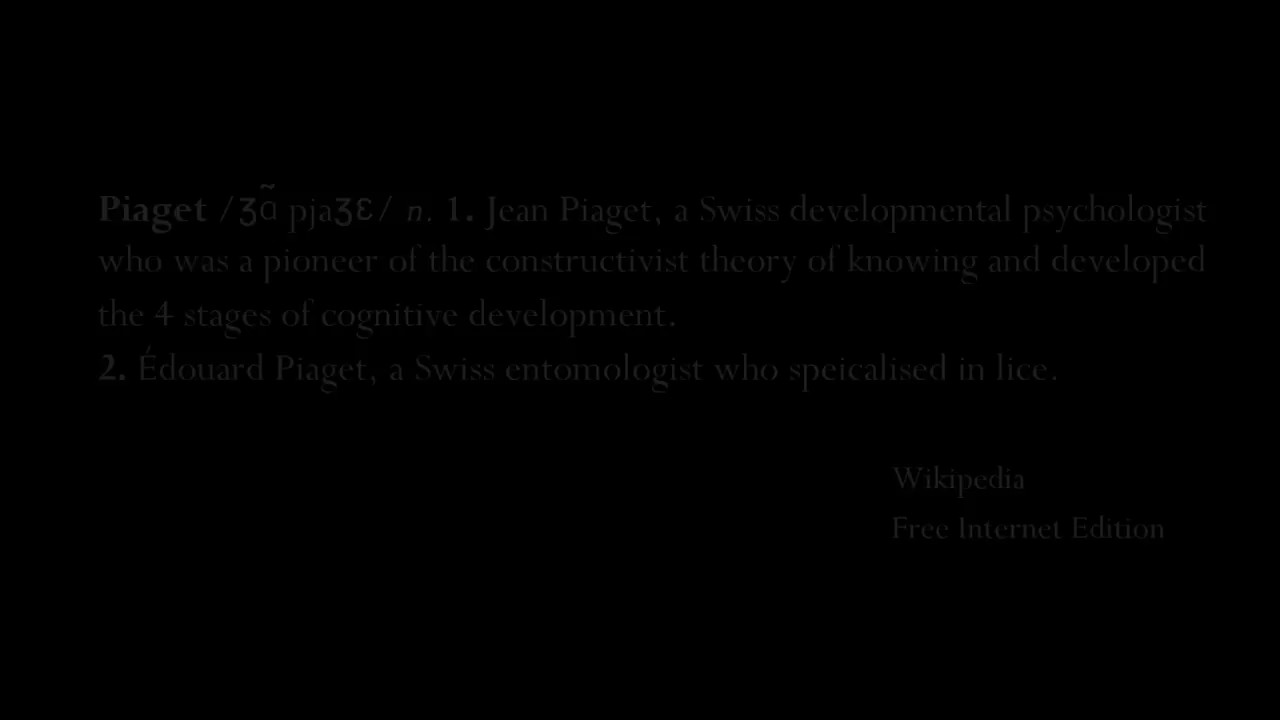 Piaget /ʒɑ̃ pjaʒɛ/ n. 1. Jean Piaget, a Swiss developmental psychologist
who was a pioneer of the constructivist theory of knowing and developed
the 4 stages of cognitive development.
2. Édouard Piaget, a Swiss entomologist who speicalised in lice.
Wikipedia
Free Internet Edition